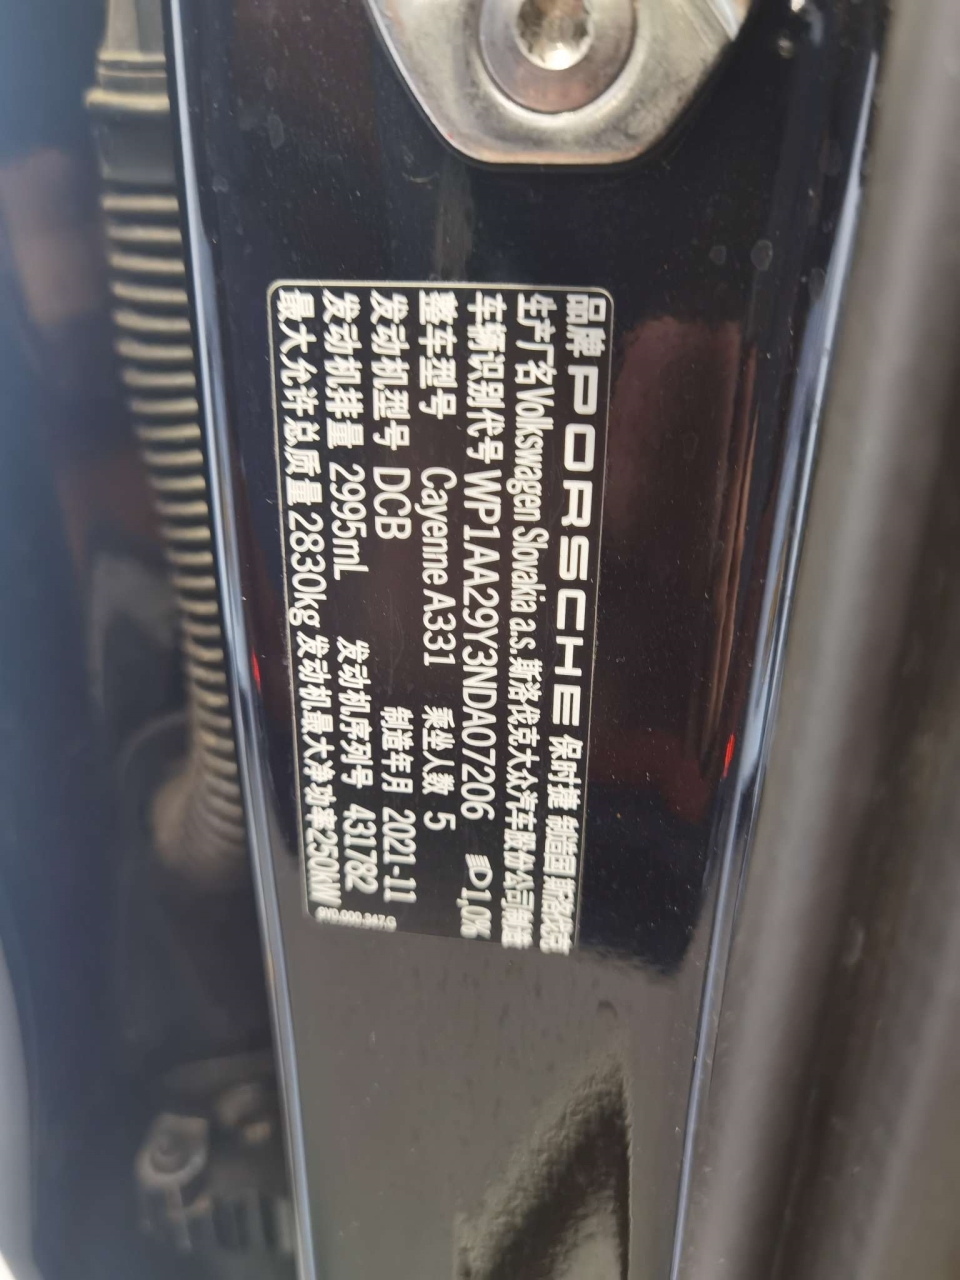 品牌 PORSCHE 保时捷 制造国 斯洛伐克
生产厂名 Volkswagen Slovakia a.s. 斯洛伐克大众汽车股份公司制造
车辆识别代号 WP1AA29Y3NDA07206 1,0%
整车型号 Cayenne A331 乘坐人数 5
发动机型号 DCB 制造年月 2021-11
发动机排量 2995mL 发动机序列号 431782
最大允许总质量 2830kg 发动机最大净功率 250kW
9Y0.000.347.G